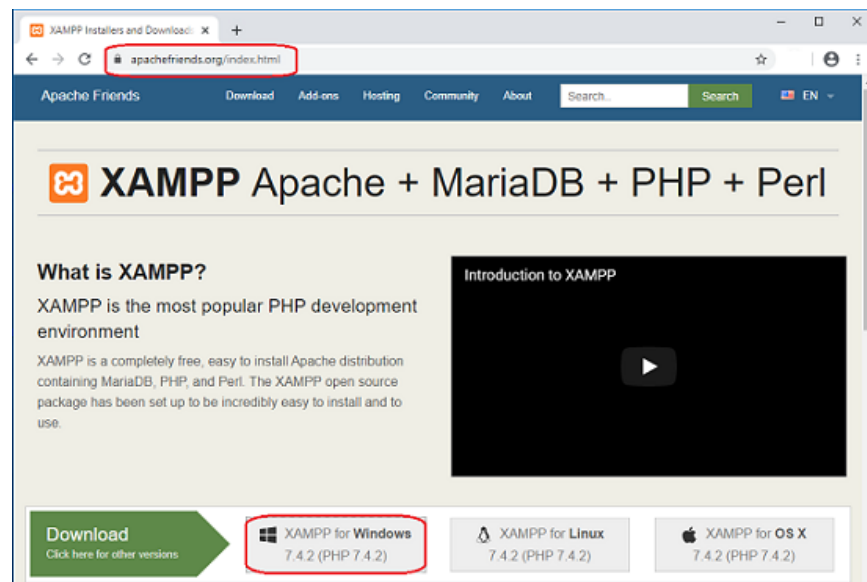 XAMPP Installers and Download
apachefriends.org/index.html
Apache Friends Download Add-ons Hosting Community About Search... Search EN
XAMPP Apache + MariaDB + PHP + Perl
What is XAMPP?
XAMPP is the most popular PHP development
environment
XAMPP is a completely free, easy to install Apache distribution
containing MariaDB, PHP, and Perl. The XAMPP open source
package has been set up to be incredibly easy to install and to
use.
Introduction to XAMPP
Download
Click here for other versions
XAMPP for Windows
7.4.2 (PHP 7.4.2)
XAMPP for Linux
7.4.2 (PHP 7.4.2)
XAMPP for OS X
7.4.2 (PHP 7.4.2)